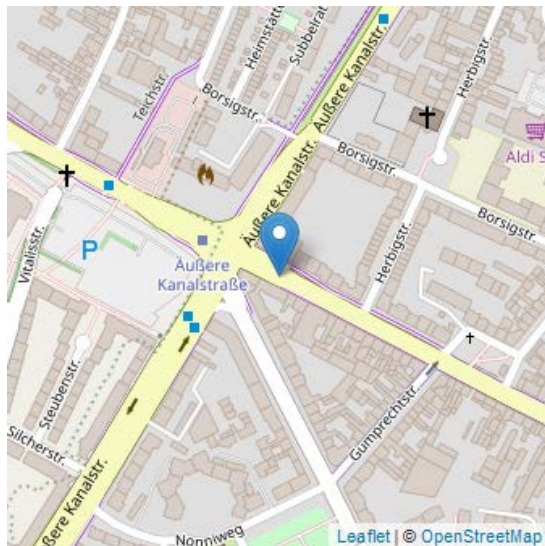 Heimstätte
Subbelrat
Äußere Kanalstr.
Teichstr.
Borsigstr.
Herbigstr.
Äußere Kanalstr.
Borsigstr.
Aldi S
Vitalisstr.
P
Äußere
Kanalstraße
Herbigstr.
Borsigstr.
Steubenstr.
Gumprechtstr.
Silcherstr.
ßere Kanalstr.
Nonniweg
Leaflet | © OpenStreetMap